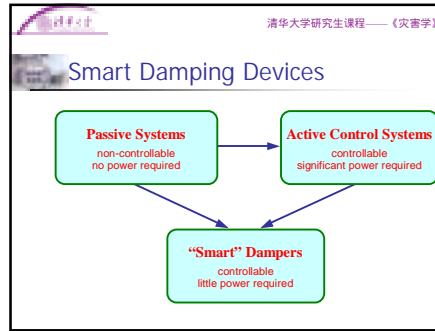 清华大学研究生课程——《灾害学》
Smart Damping Devices
Passive Systems
non-controllable
no power required
Active Control Systems
controllable
significant power required
“Smart” Dampers
controllable
little power required